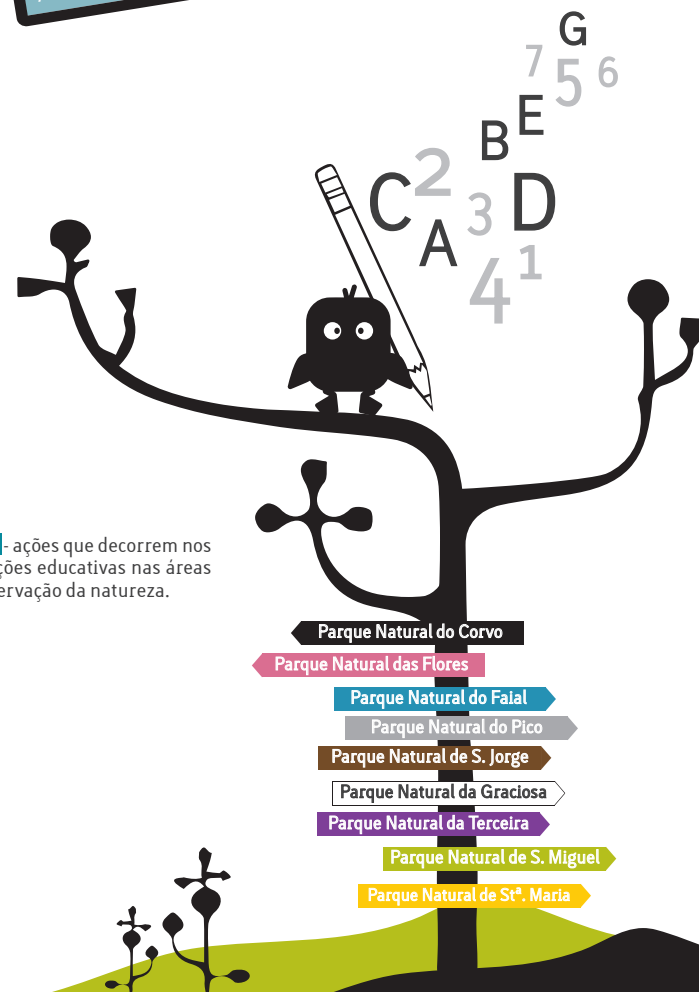 G
7 5 6
E
B
2
C 3 D
A
4 1
- ações que decorrem nos
ções educativas nas áreas
ervação da natureza.
Parque Natural do Corvo
Parque Natural das Flores
Parque Natural do Faial
Parque Natural do Pico
Parque Natural de S. Jorge
Parque Natural da Graciosa
Parque Natural da Terceira
Parque Natural de S. Miguel
Parque Natural de Stª. Maria